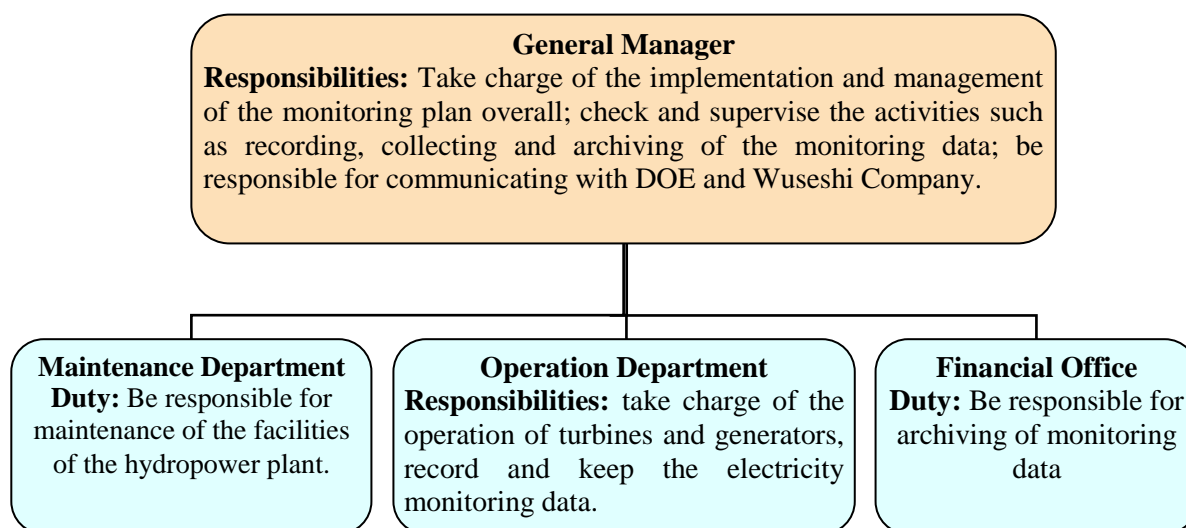 General Manager
Responsibilities: Take charge of the implementation and management
of the monitoring plan overall; check and supervise the activities such
as recording, collecting and archiving of the monitoring data; be
responsible for communicating with DOE and Wuseshi Company.
Maintenance Department
Duty: Be responsible for
maintenance of the facilities
of the hydropower plant.
Operation Department
Responsibilities: take charge of the
operation of turbines and generators,
record and keep the electricity
monitoring data.
Financial Office
Duty: Be responsible for
archiving of monitoring
data